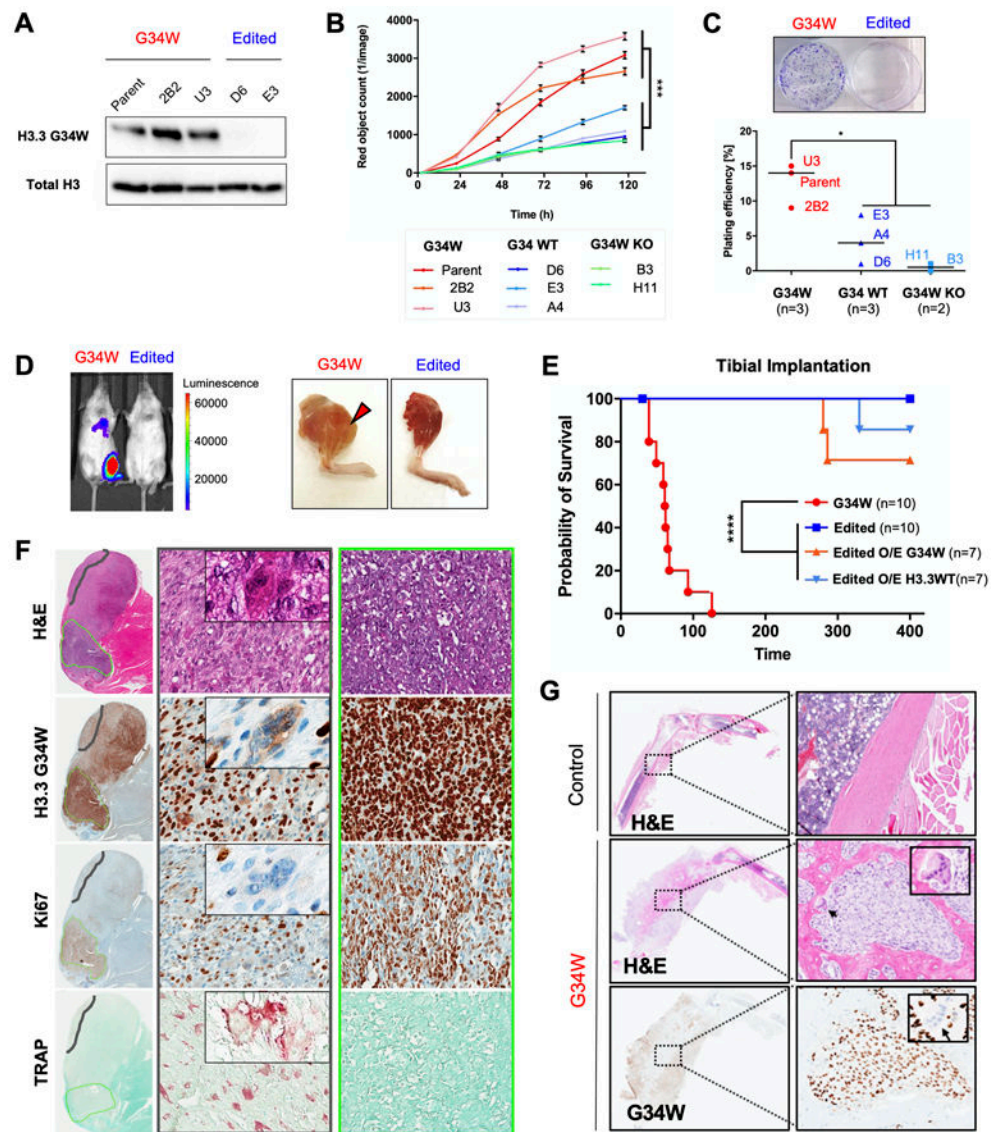 A
G34W Edited
Parent 2B2 U3 D6 E3
H3.3 G34W
Total H3
B
Red object count (1/image)
4000
3000
2000
1000
0
0 24 48 72 96 120
Time (h)
***
G34W G34 WT G34W KO
Parent D6 B3
2B2 E3 H11
U3 A4
C
G34W Edited
Plating efficiency [%]
20
15
10
5
0
*
U3
Parent
2B2
E3
A4
D6
H11 B3
G34W G34 WT G34W KO
(n=3) (n=3) (n=2)
D
G34W Edited
Luminescence
60000
40000
20000
G34W Edited
E
Tibial Implantation
Probability of Survival
100
80
60
40
20
0
0 100 200 300 400
Time
****
G34W (n=10)
Edited (n=10)
Edited O/E G34W (n=7)
Edited O/E H3.3WT (n=7)
F
H&E
H3.3 G34W
Ki67
TRAP
G
Control
H&E
G34W
H&E
G34W